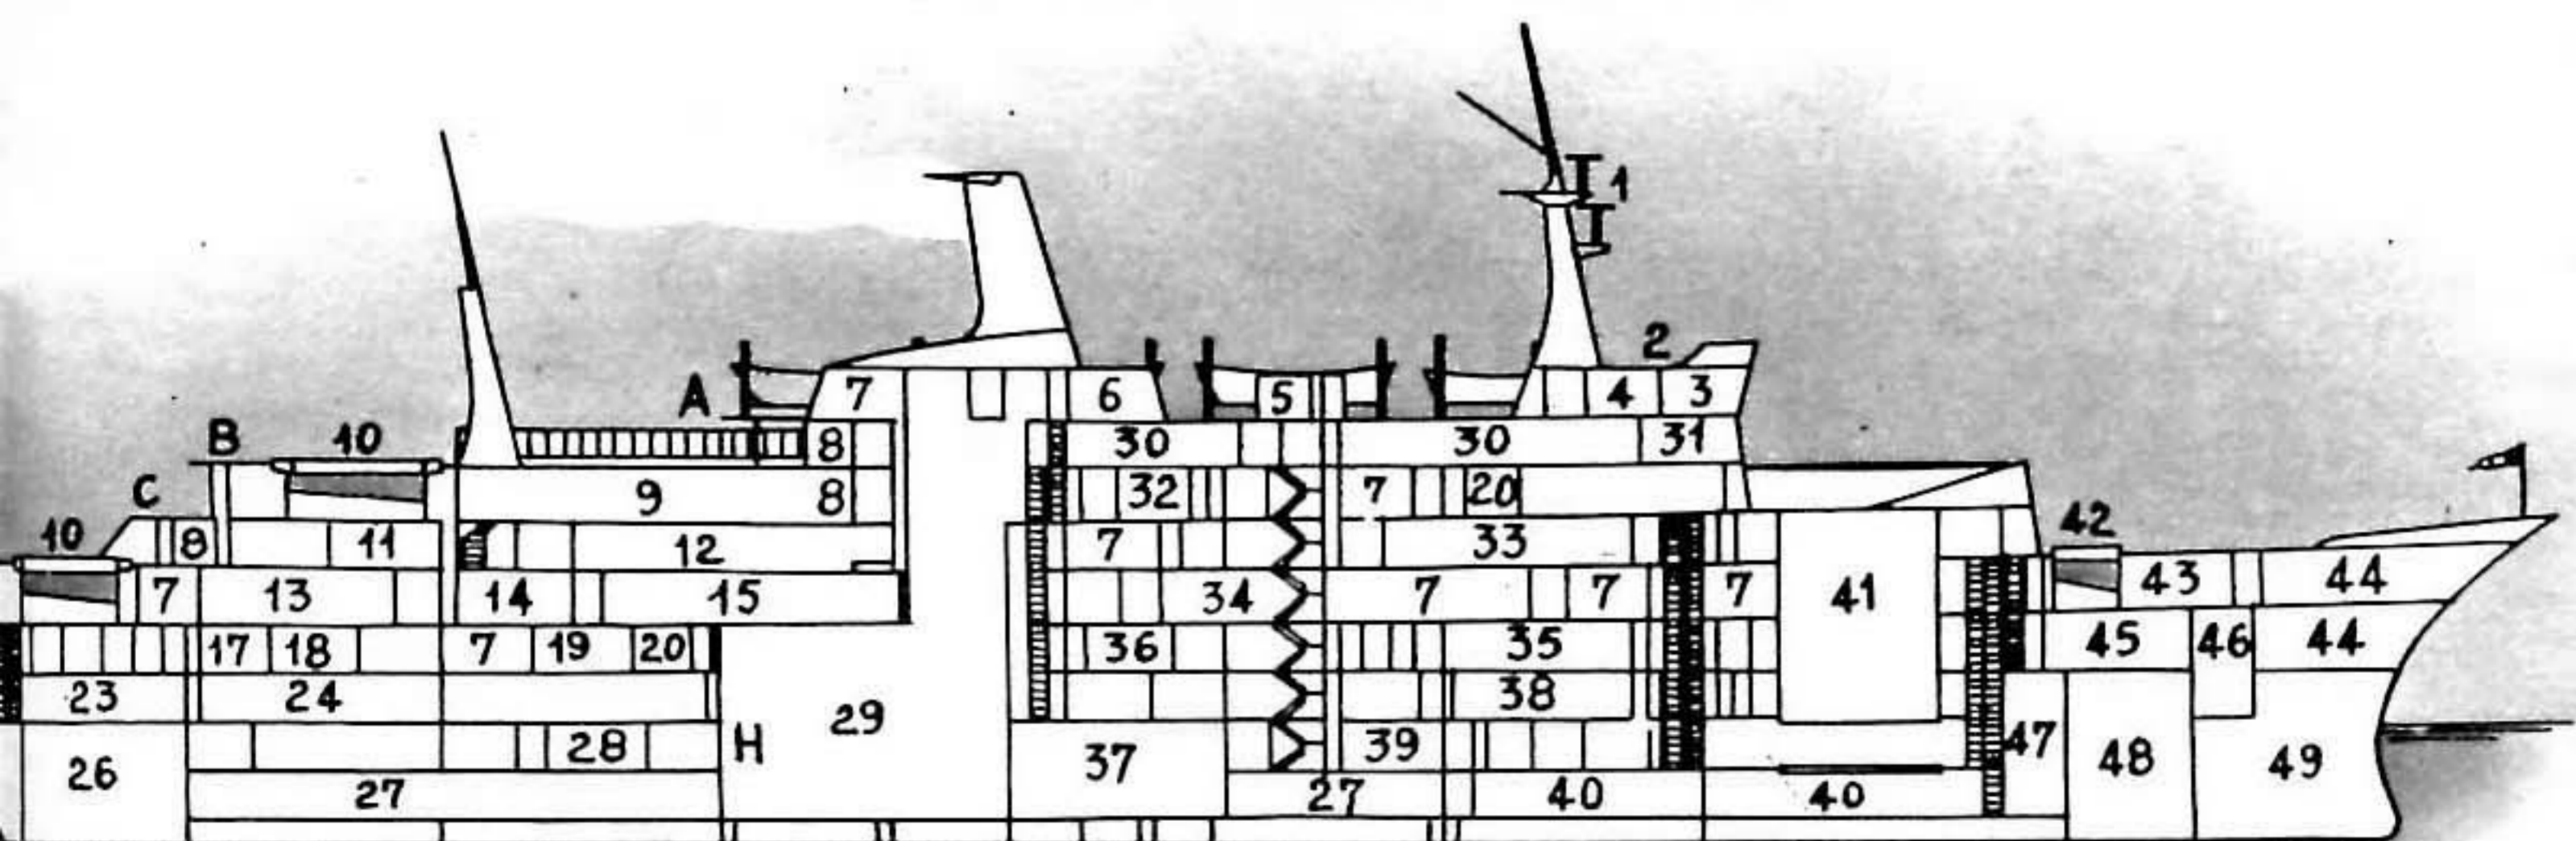 1
2
A 7 6 5 4 3
B 10 8 30 30 31
C 9 8 32 7 20
10 8 11 12 7 33 42
7 13 14 15 34 7 7 7 41 43 44
17 18 7 19 20 36 35 45 46 44
23 24 29 38
26 28 H 37 39 47 48 49
27 27 40 40